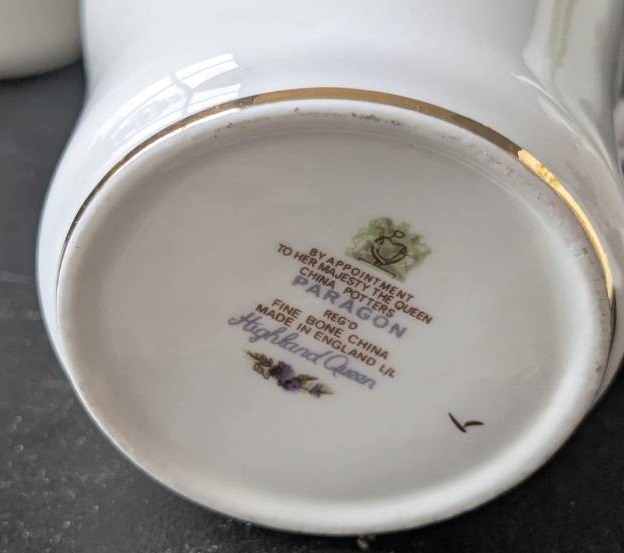 BY APPOINTMENT
TO HER MAJESTY THE QUEEN
CHINA POTTERS
PARAGON
REG'D
FINE BONE CHINA
MADE IN ENGLAND L/L
Highland Queen